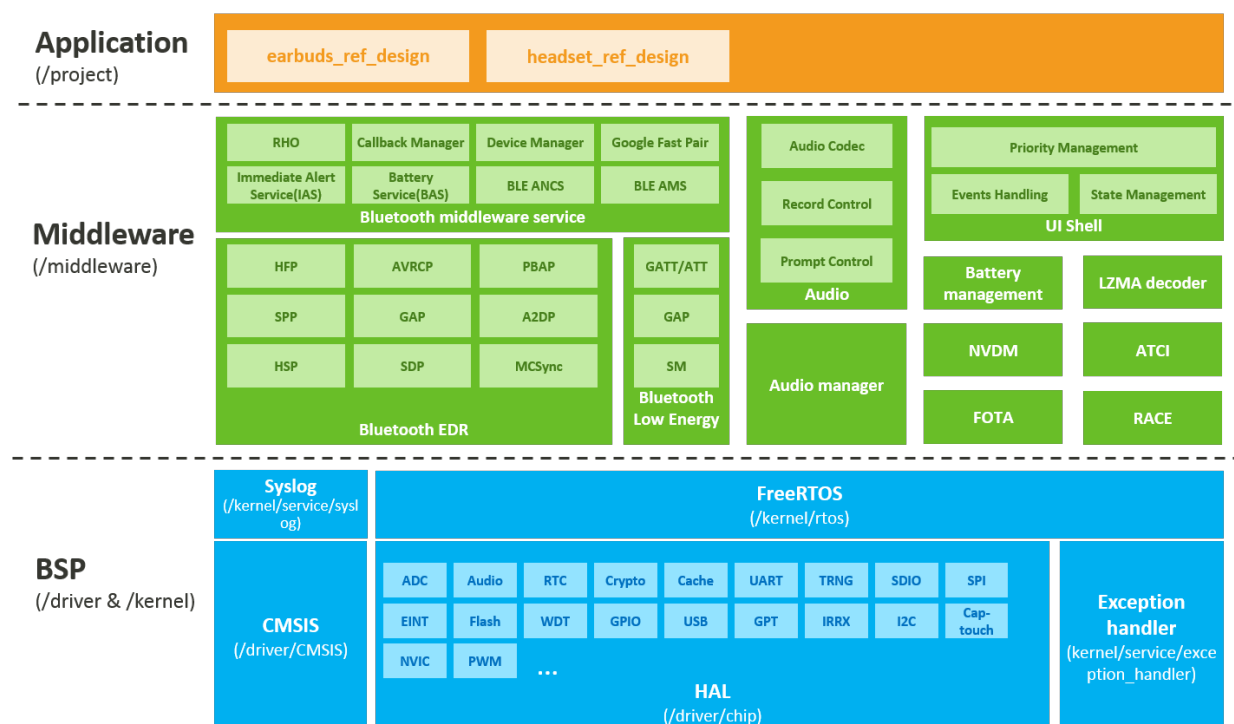 Application
(/project)
earbuds_ref_design
headset_ref_design
Middleware
(/middleware)
RHO
Callback Manager
Device Manager
Google Fast Pair
Immediate Alert
Service(IAS)
Battery
Service(BAS)
BLE ANCS
BLE AMS
Bluetooth middleware service
HFP
AVRCP
PBAP
SPP
GAP
A2DP
HSP
SDP
MCSync
Bluetooth EDR
GATT/ATT
GAP
SM
Bluetooth
Low Energy
Audio Codec
Record Control
Prompt Control
Audio
Audio manager
Priority Management
Events Handling
State Management
UI Shell
Battery
management
LZMA decoder
NVDM
ATCI
FOTA
RACE
BSP
(/driver & /kernel)
Syslog
(/kernel/service/sysl
og)
FreeRTOS
(/kernel/rtos)
CMSIS
(/driver/CMSIS)
ADC
Audio
RTC
Crypto
Cache
UART
TRNG
SDIO
SPI
EINT
Flash
WDT
GPIO
USB
GPT
IRRX
I2C
Cap-
touch
NVIC
PWM
...
HAL
(/driver/chip)
Exception
handler
(kernel/service/exce
ption_handler)